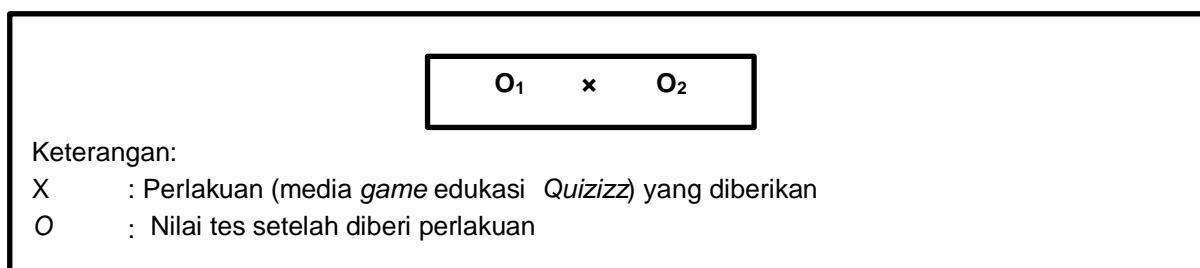 O₁ × O₂
Keterangan:
X : Perlakuan (media game edukasi Quizizz) yang diberikan
O : Nilai tes setelah diberi perlakuan